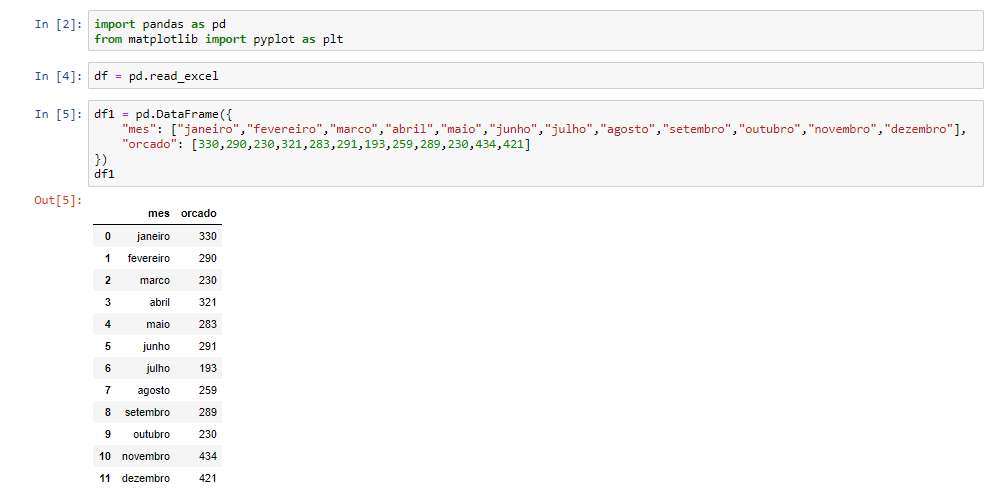 In [2]: import pandas as pd
from matplotlib import pyplot as plt
In [4]: df = pd.read_excel
In [5]: df1 = pd.DataFrame({
"mes": ["janeiro","fevereiro","marco","abril","maio","junho","julho","agosto","setembro","outubro","novembro","dezembro"],
"orcado": [330,290,230,321,283,291,193,259,289,230,434,421]
})
df1
Out[5]:
mes orcado
0 janeiro 330
1 fevereiro 290
2 marco 230
3 abril 321
4 maio 283
5 junho 291
6 julho 193
7 agosto 259
8 setembro 289
9 outubro 230
10 novembro 434
11 dezembro 421